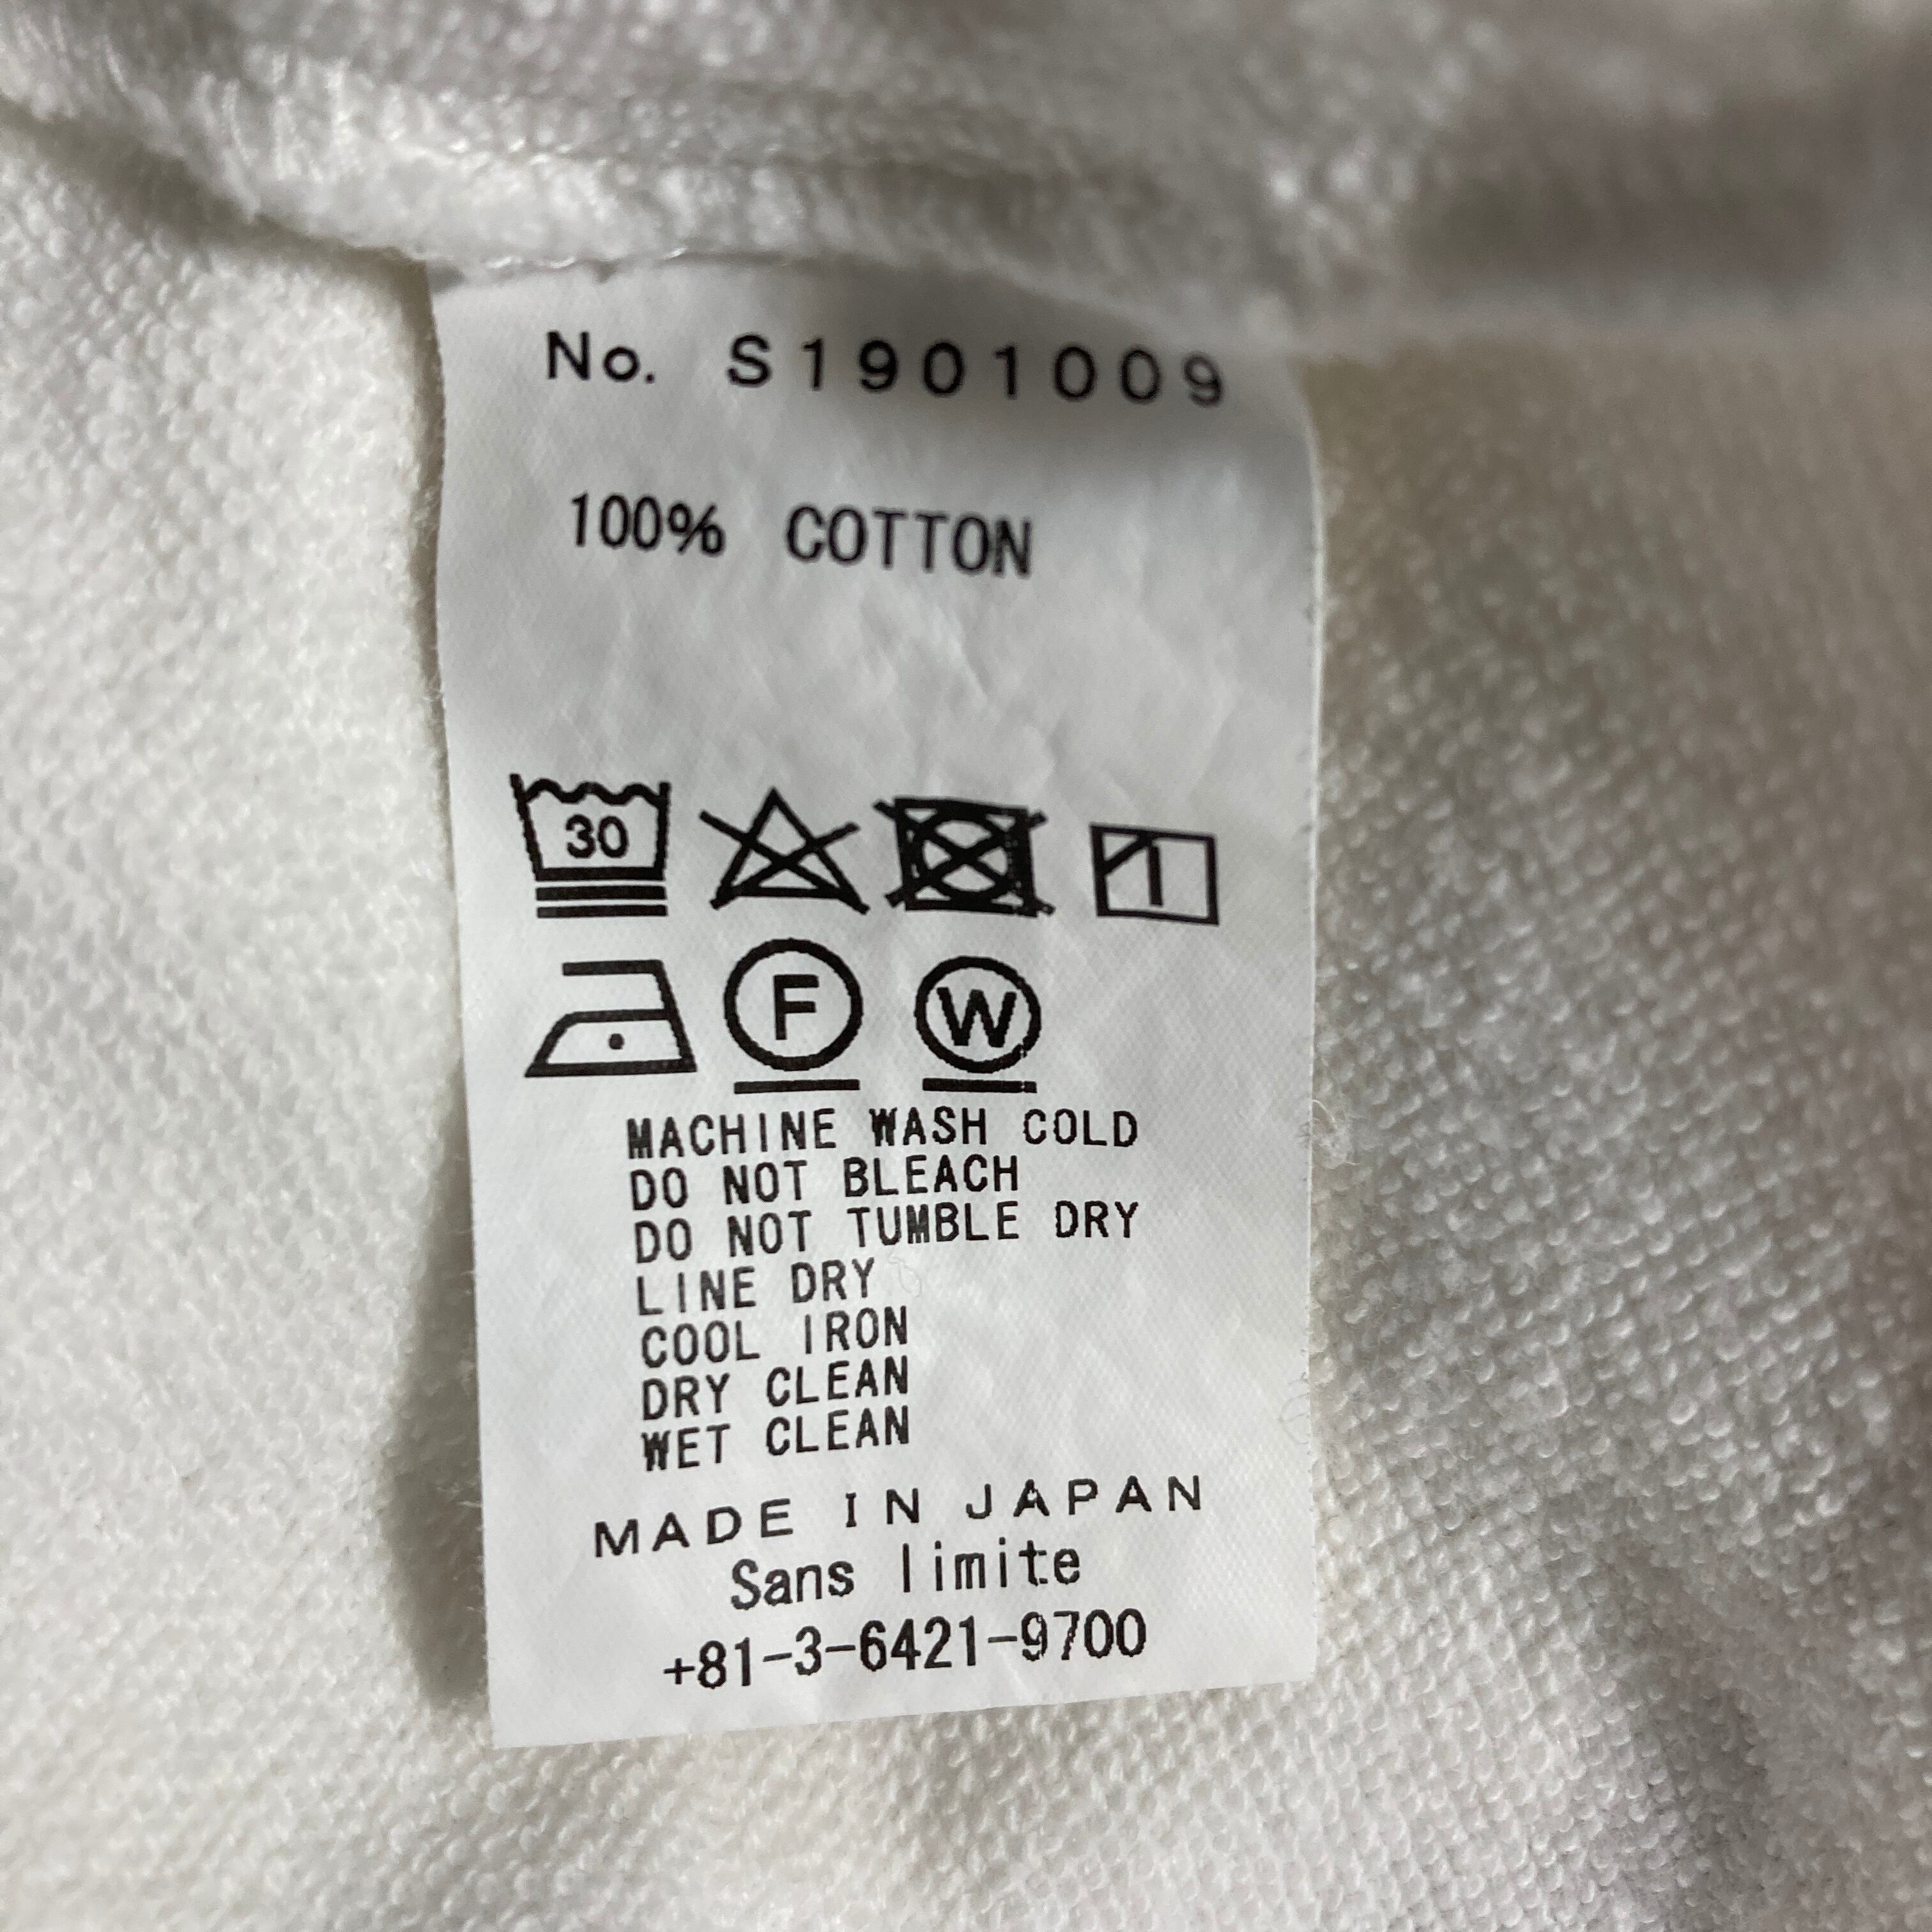 No. S1901009
100% COTTON
30
F W
MACHINE WASH COLD
DO NOT BLEACH
DO NOT TUMBLE DRY
LINE DRY
COOL IRON
DRY CLEAN
WET CLEAN
MADE IN JAPAN
Sans limite
+81-3-6421-9700